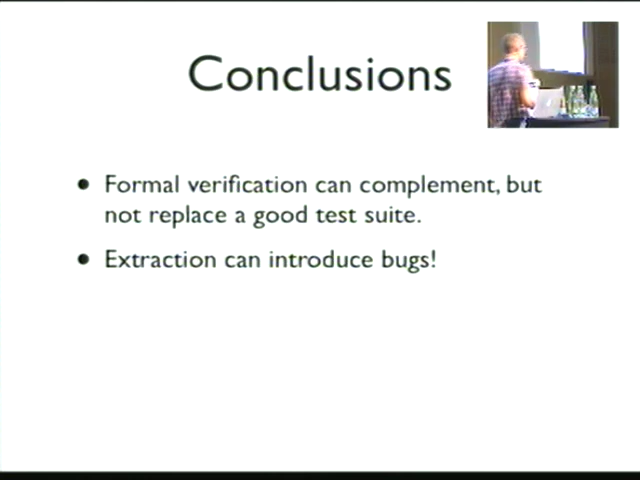 Conclusions
• Formal verification can complement, but
not replace a good test suite.
• Extraction can introduce bugs!